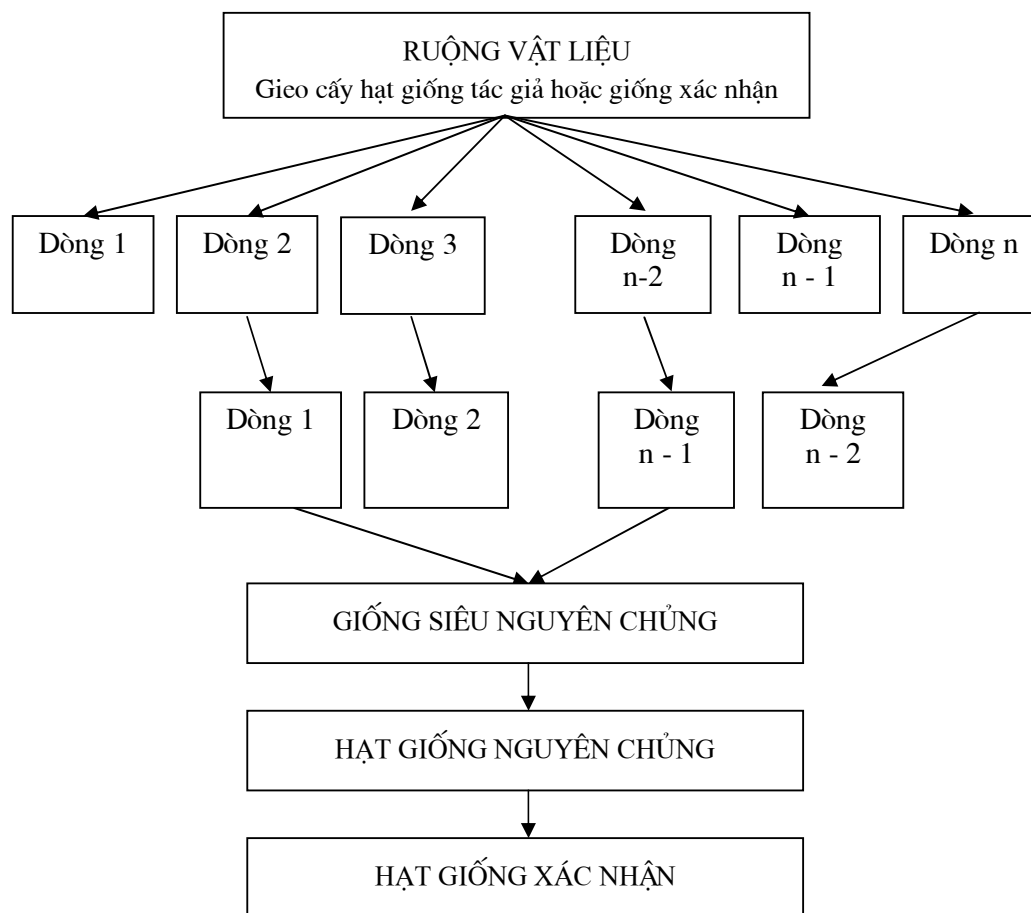 RUỘNG VẬT LIỆU
Gieo cấy hạt giống tác giả hoặc giống xác nhận
Dòng 1
Dòng 2
Dòng 3
Dòng
n-2
Dòng
n - 1
Dòng n
Dòng 1
Dòng 2
Dòng
n - 1
Dòng
n - 2
GIỐNG SIÊU NGUYÊN CHỦNG
HẠT GIỐNG NGUYÊN CHỦNG
HẠT GIỐNG XÁC NHẬN